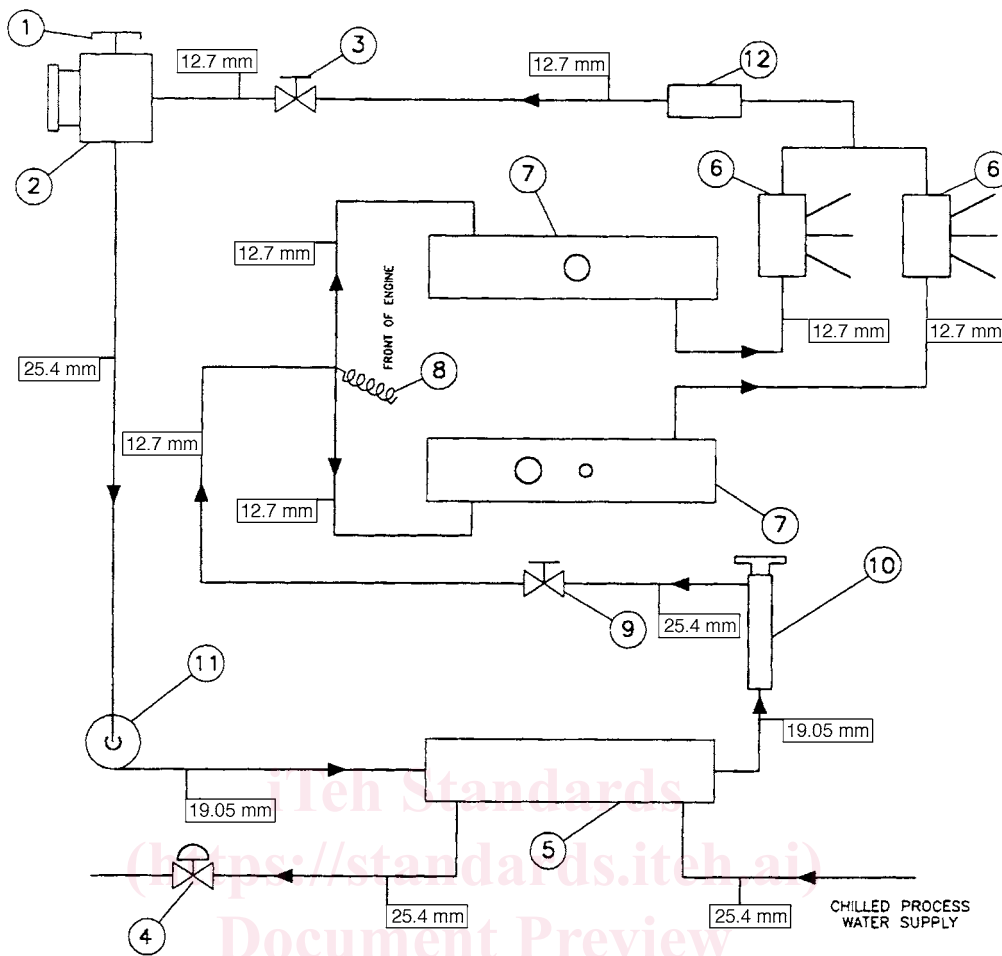 1
12.7 mm
3
12.7 mm
12
2
6
6
7
12.7 mm
FRONT OF ENGINE
12.7 mm
12.7 mm
25.4 mm
8
12.7 mm
12.7 mm
7
10
9
25.4 mm
11
19.05 mm
19.05 mm
5
iTeh Standards
(https://standards.iteh.ai)
Document Preview
4
25.4 mm
25.4 mm
CHILLED PROCESS
WATER SUPPLY